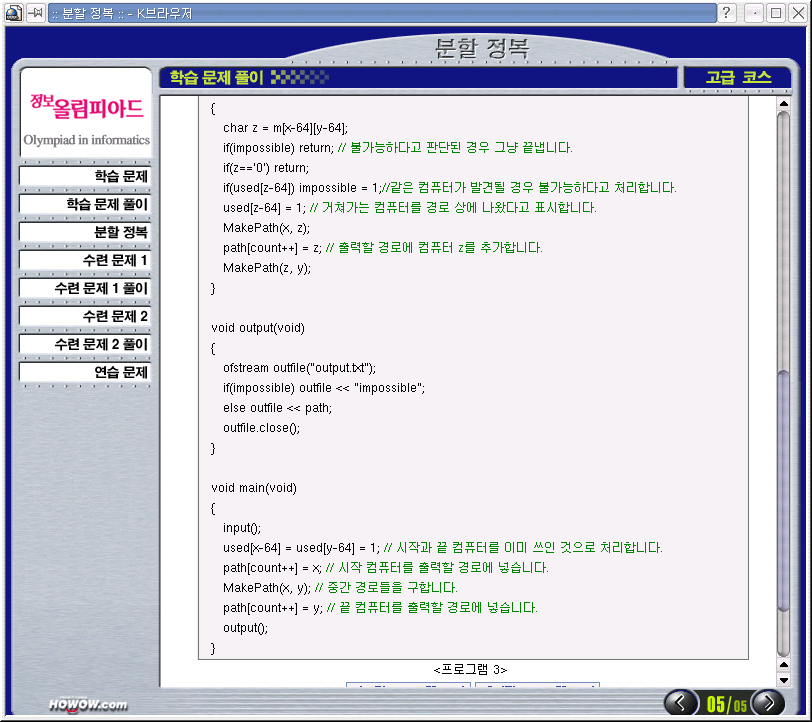 :: 분할 정복 :: - K브라우저
분할 정복
학습 문제 풀이
고급 코스
정보올림피아드
Olympiad in informatics
학습 문제
학습 문제 풀이
분할 정복
수련 문제 1
수련 문제 1 풀이
수련 문제 2
수련 문제 2 풀이
연습 문제
{
char z = m[x-64][y-64];
if(impossible) return; // 불가능하다고 판단된 경우 그냥 끝냅니다.
if(z=='0') return;
if(used[z-64]) impossible = 1;//같은 컴퓨터가 발견될 경우 불가능하다고 처리합니다.
used[z-64] = 1; // 거쳐가는 컴퓨터를 경로 상에 나왔다고 표시합니다.
MakePath(x, z);
path[count++] = z; // 출력할 경로에 컴퓨터 z를 추가합니다.
MakePath(z, y);
}
void output(void)
{
ofstream outfile("output.txt");
if(impossible) outfile << "impossible";
else outfile << path;
outfile.close();
}
void main(void)
{
input();
used[x-64] = used[y-64] = 1; // 시작과 끝 컴퓨터를 이미 쓰인 것으로 처리합니다.
path[count++] = x; // 시작 컴퓨터를 출력할 경로에 넣습니다.
MakePath(x, y); // 중간 경로들을 구합니다.
path[count++] = y; // 끝 컴퓨터를 출력할 경로에 넣습니다.
output();
}
<프로그램 3>
HOWOW.com
05/05